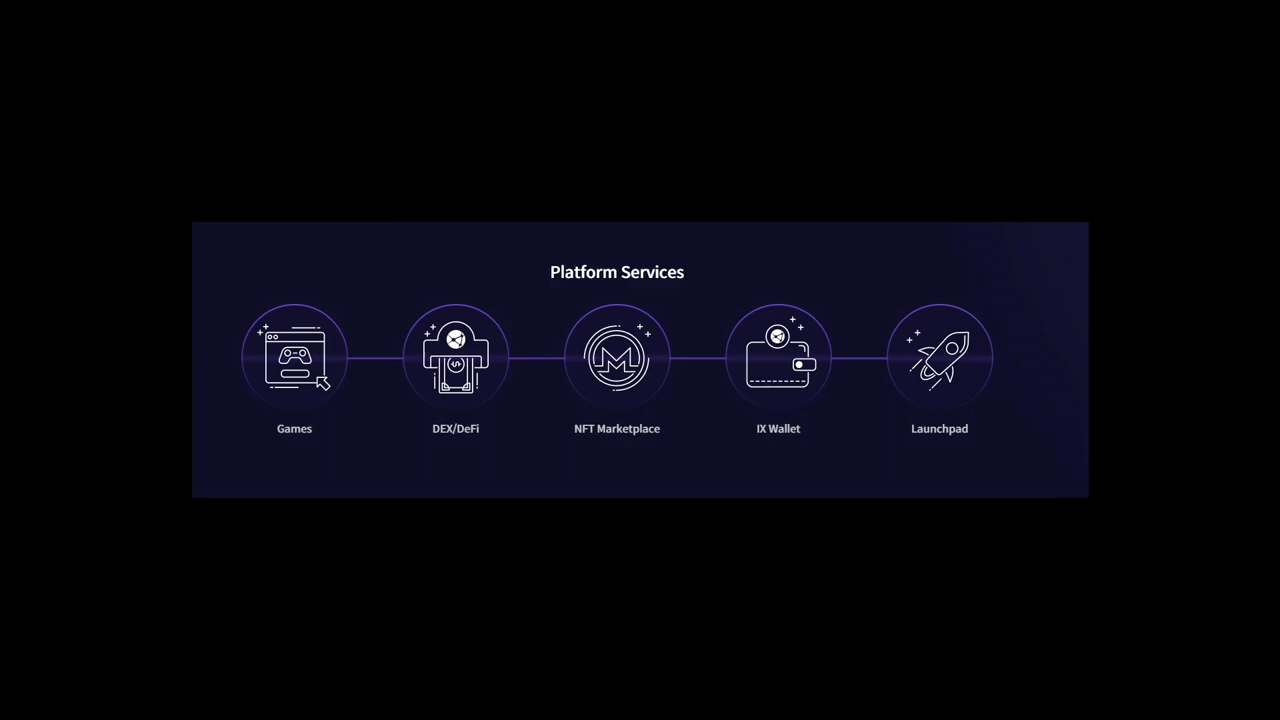 Platform Services
Games
DEX/DeFi
NFT Marketplace
IX Wallet
Launchpad